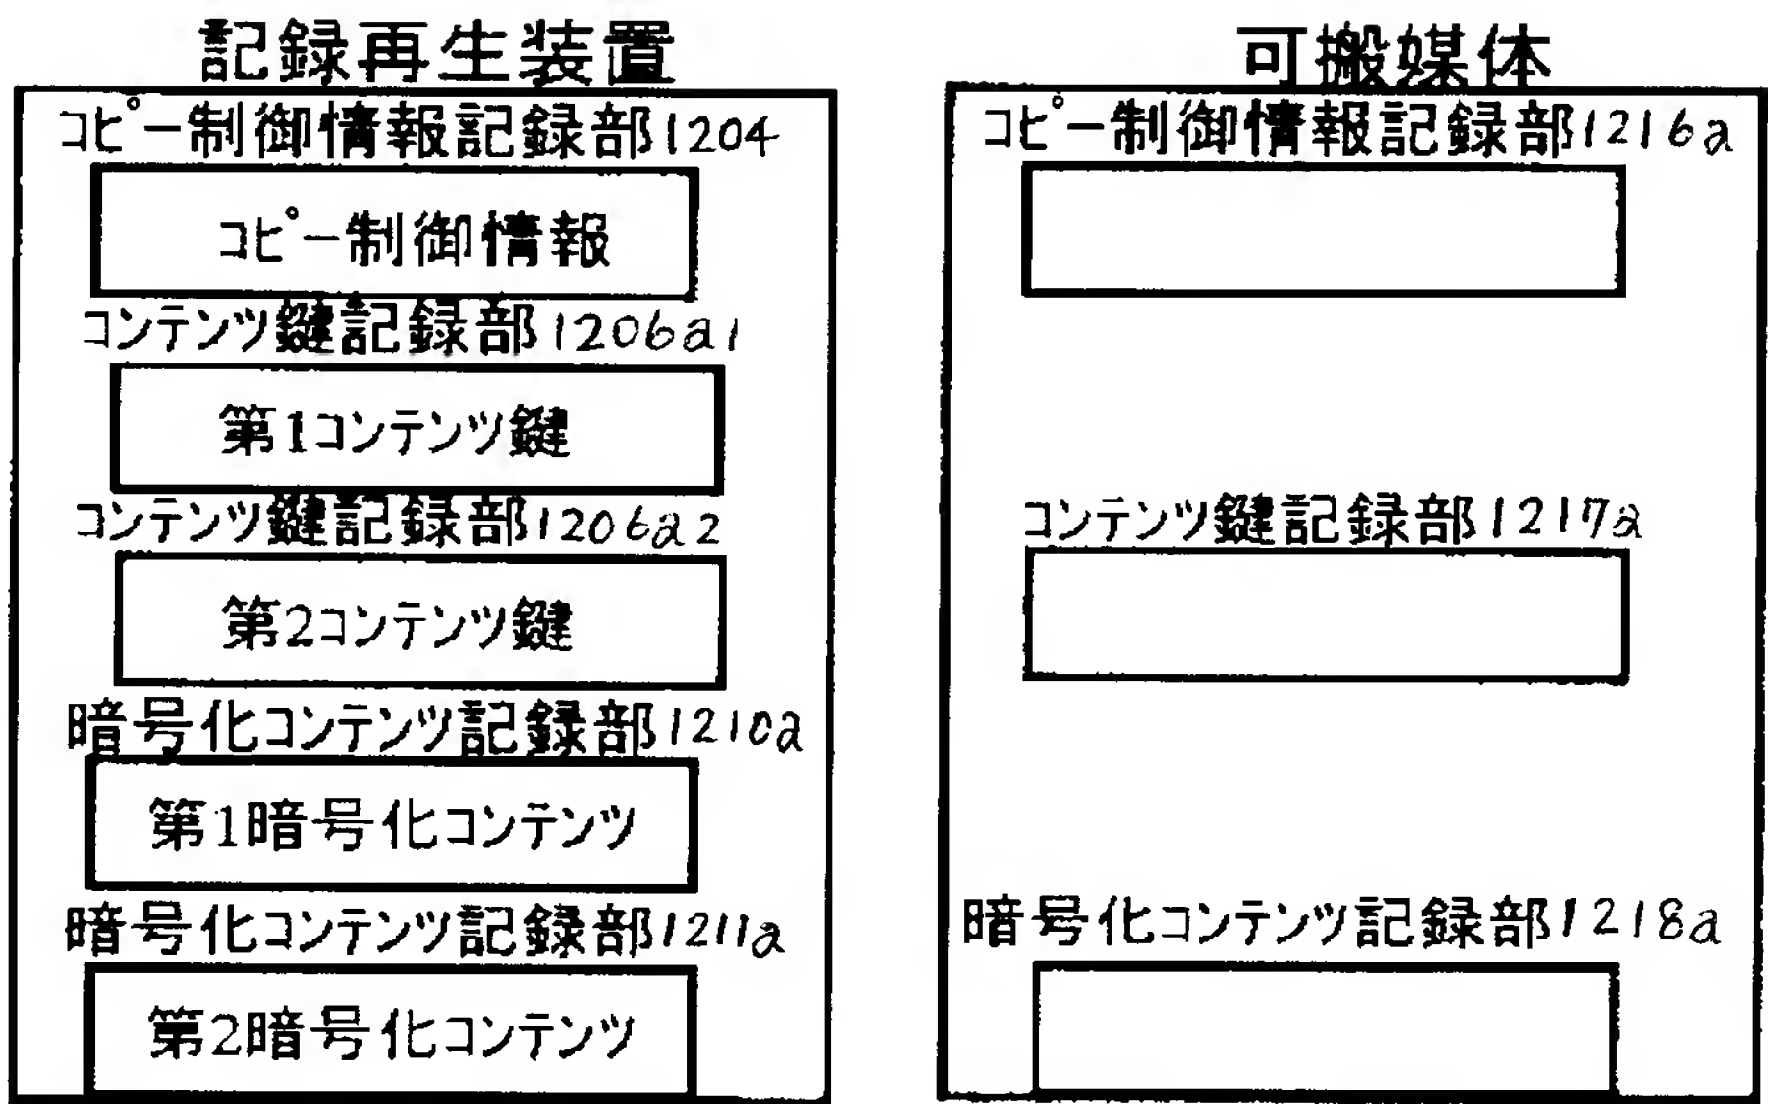 記録再生装置
コピー制御情報記録部1204
コピー制御情報
コンテンツ鍵記録部1206a1
第1コンテンツ鍵
コンテンツ鍵記録部1206a2
第2コンテンツ鍵
暗号化コンテンツ記録部1210a
第1暗号化コンテンツ
暗号化コンテンツ記録部1211a
第2暗号化コンテンツ
可搬媒体
コピー制御情報記録部1216a
コンテンツ鍵記録部1217a
暗号化コンテンツ記録部1218a